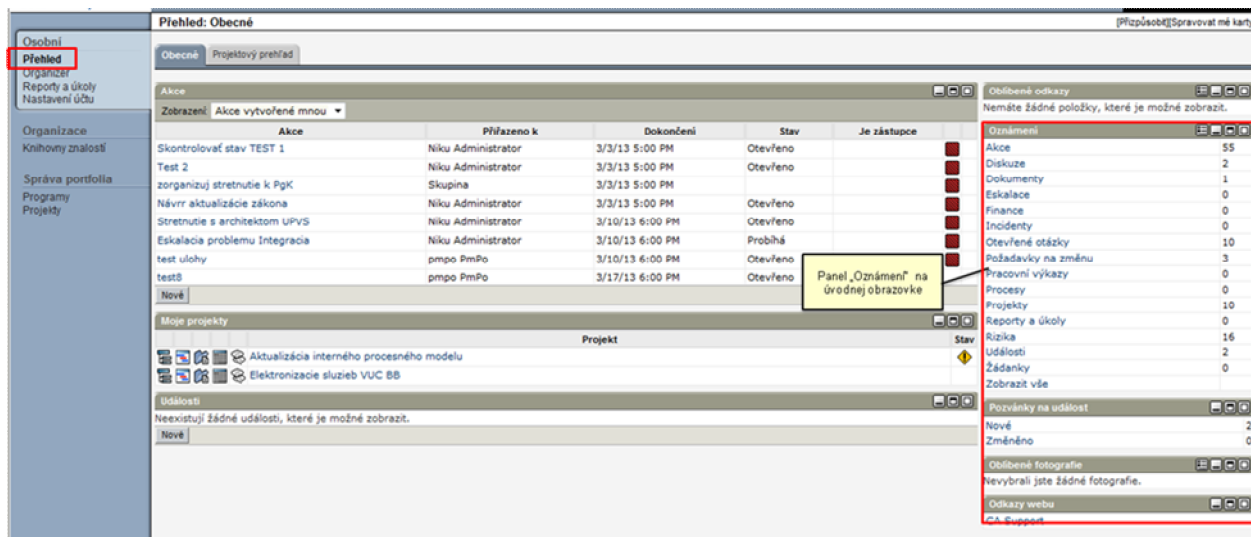 Přehled: Obecné
[Přizpůsobit][Spravovat mé karty
Osobní
Přehled
Organizér
Reporty a úkoly
Nastavení účtu
Organizace
Knihovny znalostí
Správa portfolia
Programy
Projekty
Obecné Projektový prehľad
Akce
Zobrazení: Akce vytvořené mnou
Akce Přiřazeno k Dokončení Stav Je zástupce
Skontrolovať stav TEST 1 Niku Administrator 3/3/13 5:00 PM Otevřeno
Test 2 Niku Administrator 3/3/13 5:00 PM Otevřeno
zorganizuj stretnutie k PgK Skupina 3/3/13 5:00 PM
Návrr aktualizácie zákona Niku Administrator 3/3/13 5:00 PM Otevřeno
Stretnutie s architektom UPVS Niku Administrator 3/10/13 6:00 PM Otevřeno
Eskalacia problemu Integracia Niku Administrator 3/10/13 6:00 PM Probíhá
test ulohy pmpo PmPo 3/10/13 6:00 PM Otevřeno
test8 pmpo PmPo 3/17/13 6:00 PM Otevřeno
Nové
Panel „Oznámení" na
úvodnej obrazovke
Moje projekty
Projekt Stav
Aktualizácia interného procesného modelu
Elektronizacie sluzieb VUC BB
Události
Neexistují žádné události, které je možné zobrazit.
Nové
Oblíbené odkazy
Nemáte žádné položky, které je možné zobrazit.
Oznámení
Akce 55
Diskuze 2
Dokumenty 1
Eskalace 0
Finance 0
Incidenty 0
Otevřené otázky 10
Požadavky na změnu 3
Pracovní výkazy 0
Procesy 0
Projekty 10
Reporty a úkoly 0
Rizika 16
Události 2
Žádanky 0
Zobrazit vše
Pozvánky na událost
Nové 2
Změněno 0
Oblíbené fotografie
Nevybrali jste žádné fotografie.
Odkazy webu
CA Support